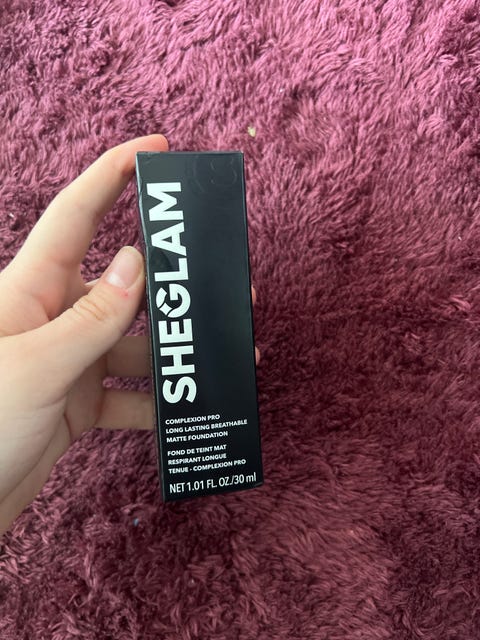 SHEGLAM
COMPLEXION PRO
LONG LASTING BREATHABLE
MATTE FOUNDATION
FOND DE TEINT MAT
RESPIRANT LONGUE
TENUE - COMPLEXION PRO
NET 1.01 FL. OZ./30 ml